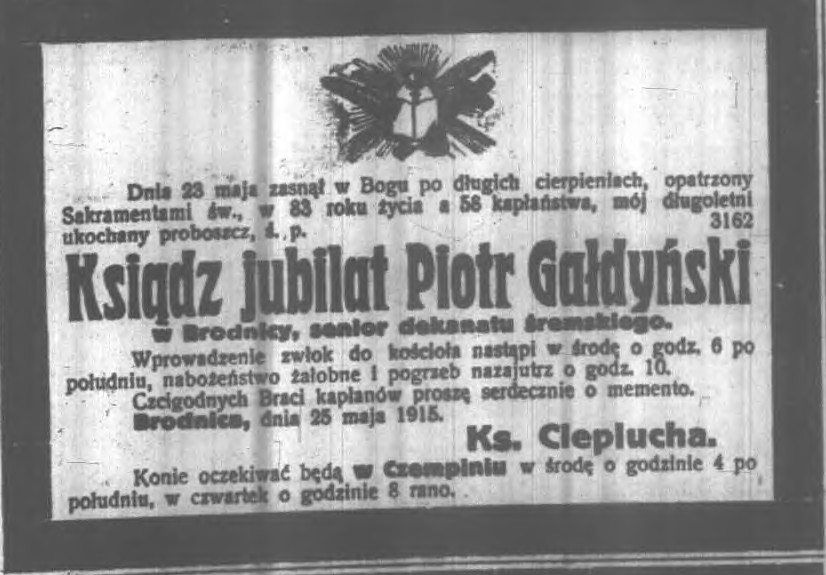 Dnia 23 maja zasnął w Bogu po długich cierpieniach, opatrzony
Sakramentami św., w 83 roku życia a 58 kapłaństwa, mój długoletni
ukochany proboszcz, ś. p. 3162
Ksiądz jubilat Piotr Gałdyński
w Brodnicy, senior dekanatu śremskiego.
Wprowadzenie zwłok do kościoła nastąpi w środę o godz. 6 po
południu, nabożeństwo żałobne i pogrzeb nazajutrz o godz. 10.
Czcigodnych Braci kapłanów proszę serdecznie o memento.
Brodnica, dnia 25 maja 1915.
Ks. Cieplucha.
Konie oczekiwać będą w Czempiniu w środę o godzinie 4 po
południu, w czwartek o godzinie 8 rano.